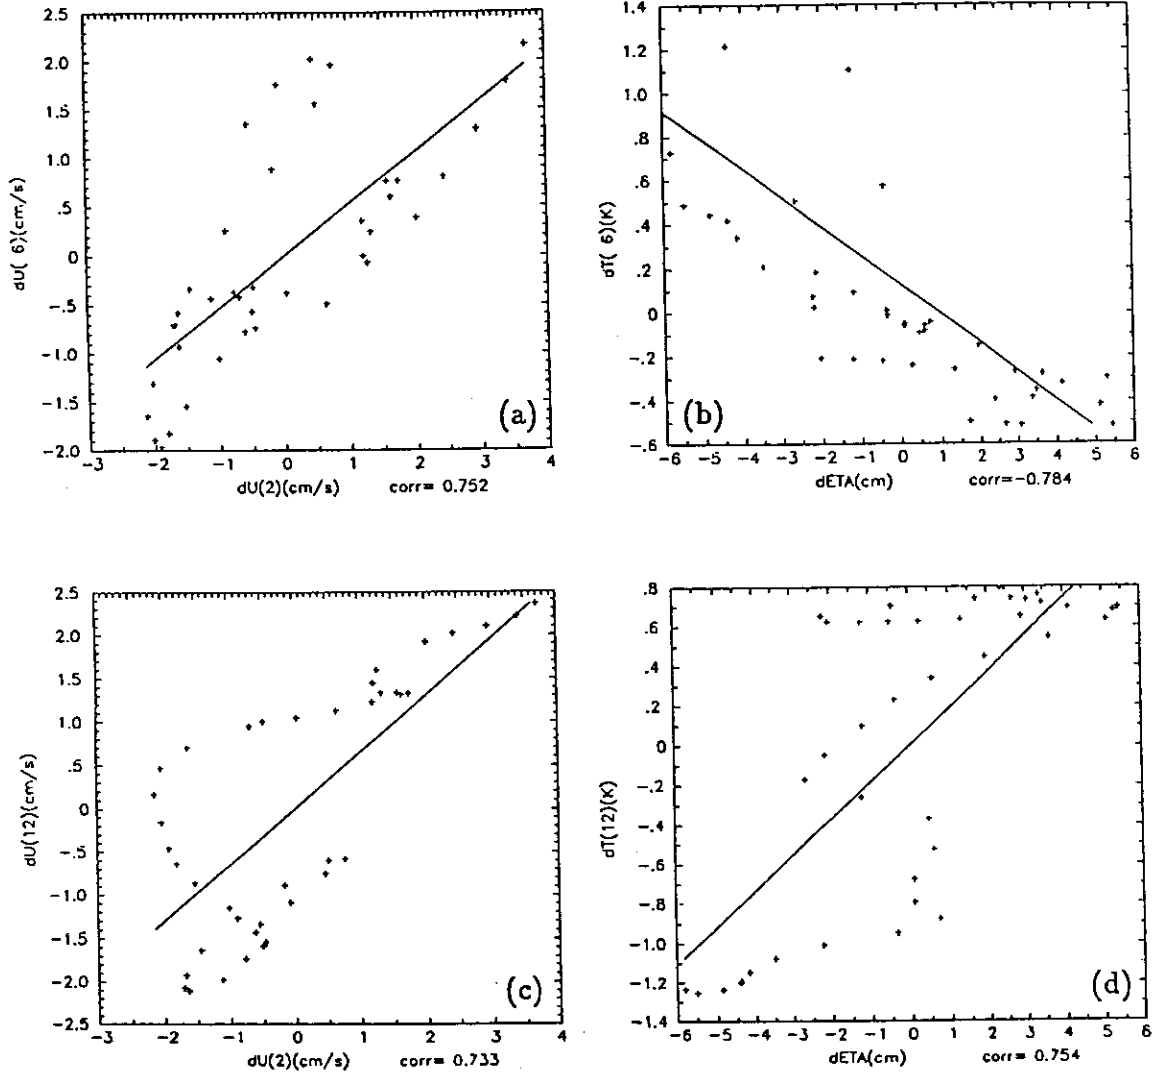 2.5
2.0
1.5
1.0
.5
0
-.5
-1.0
-1.5
-2.0
dU( 6)(cm/s)
(a)
-3 -2 -1 0 1 2 3 4
dU(2)(cm/s) corr= 0.752
1.4
1.2
1.0
.8
.6
.4
.2
0
-.2
-.4
-.6
dT( 6)(K)
(b)
-6 -5 -4 -3 -2 -1 0 1 2 3 4 5 6
dETA(cm) corr=-0.784
2.5
2.0
1.5
1.0
.5
0
-.5
-1.0
-1.5
-2.0
-2.5
dU(12)(cm/s)
(c)
-3 -2 -1 0 1 2 3 4
dU(2)(cm/s) corr= 0.733
.8
.6
.4
.2
0
-.2
-.4
-.6
-.8
-1.0
-1.2
-1.4
dT(12)(K)
(d)
-6 -5 -4 -3 -2 -1 0 1 2 3 4 5 6
dETA(cm) corr= 0.754